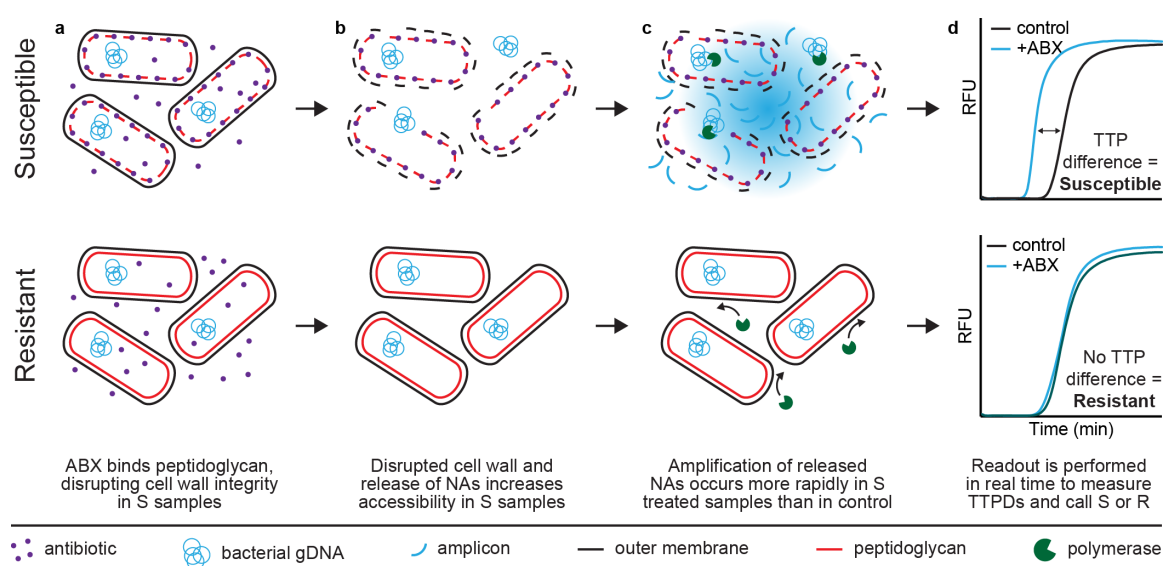 a
b
c
d
Susceptible
control
+ABX
RFU
TTP
difference =
Susceptible
Resistant
control
+ABX
RFU
No TTP
difference =
Resistant
Time (min)
ABX binds peptidoglycan,
disrupting cell wall integrity
in S samples
Disrupted cell wall and
release of NAs increases
accessibility in S samples
Amplification of released
NAs occurs more rapidly in S
treated samples than in control
Readout is performed
in real time to measure
TTPDs and call S or R
antibiotic
bacterial gDNA
amplicon
outer membrane
peptidoglycan
polymerase